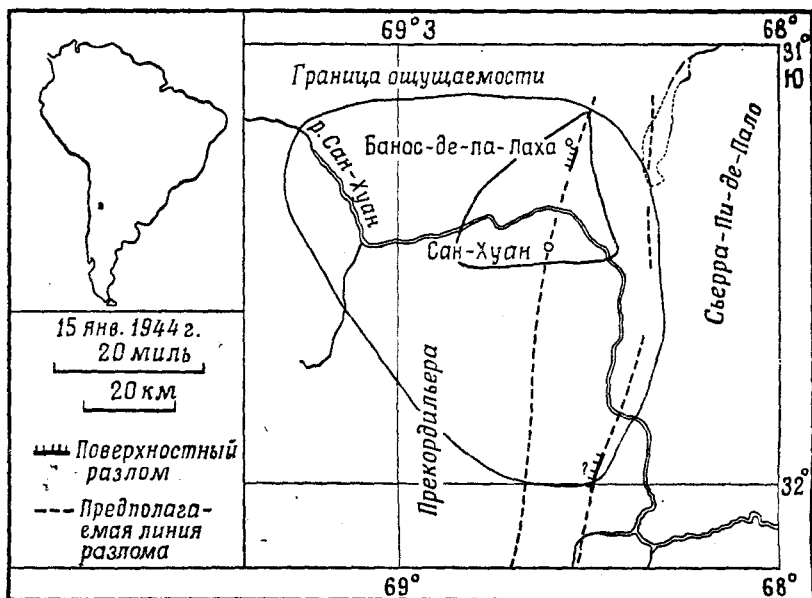 69° 3
68°
31°
Ю
Граница ощущаемости
р. Сан-Хуан
Банос-де-ла-Лаха
Сан-Хуан
Сьерра-Пи-де-Пало
Прекордильера
15 янв. 1944 г.
20 миль
20 км
Поверхностный
разлом
Предполага-
емая линия
разлома
?
32°
69°
68°